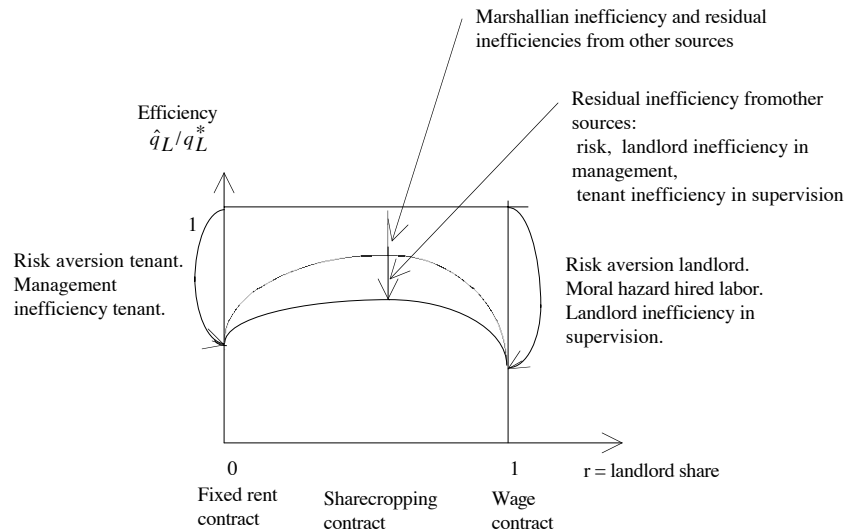 Marshallian inefficiency and residual
inefficiencies from other sources
Efficiency
q̂_L / q*_L
Residual inefficiency fromother
sources:
risk, landlord inefficiency in
management,
tenant inefficiency in supervision
1
Risk aversion tenant.
Management
inefficiency tenant.
Risk aversion landlord.
Moral hazard hired labor.
Landlord inefficiency in
supervision.
0
1
r = landlord share
Fixed rent
contract
Sharecropping
contract
Wage
contract